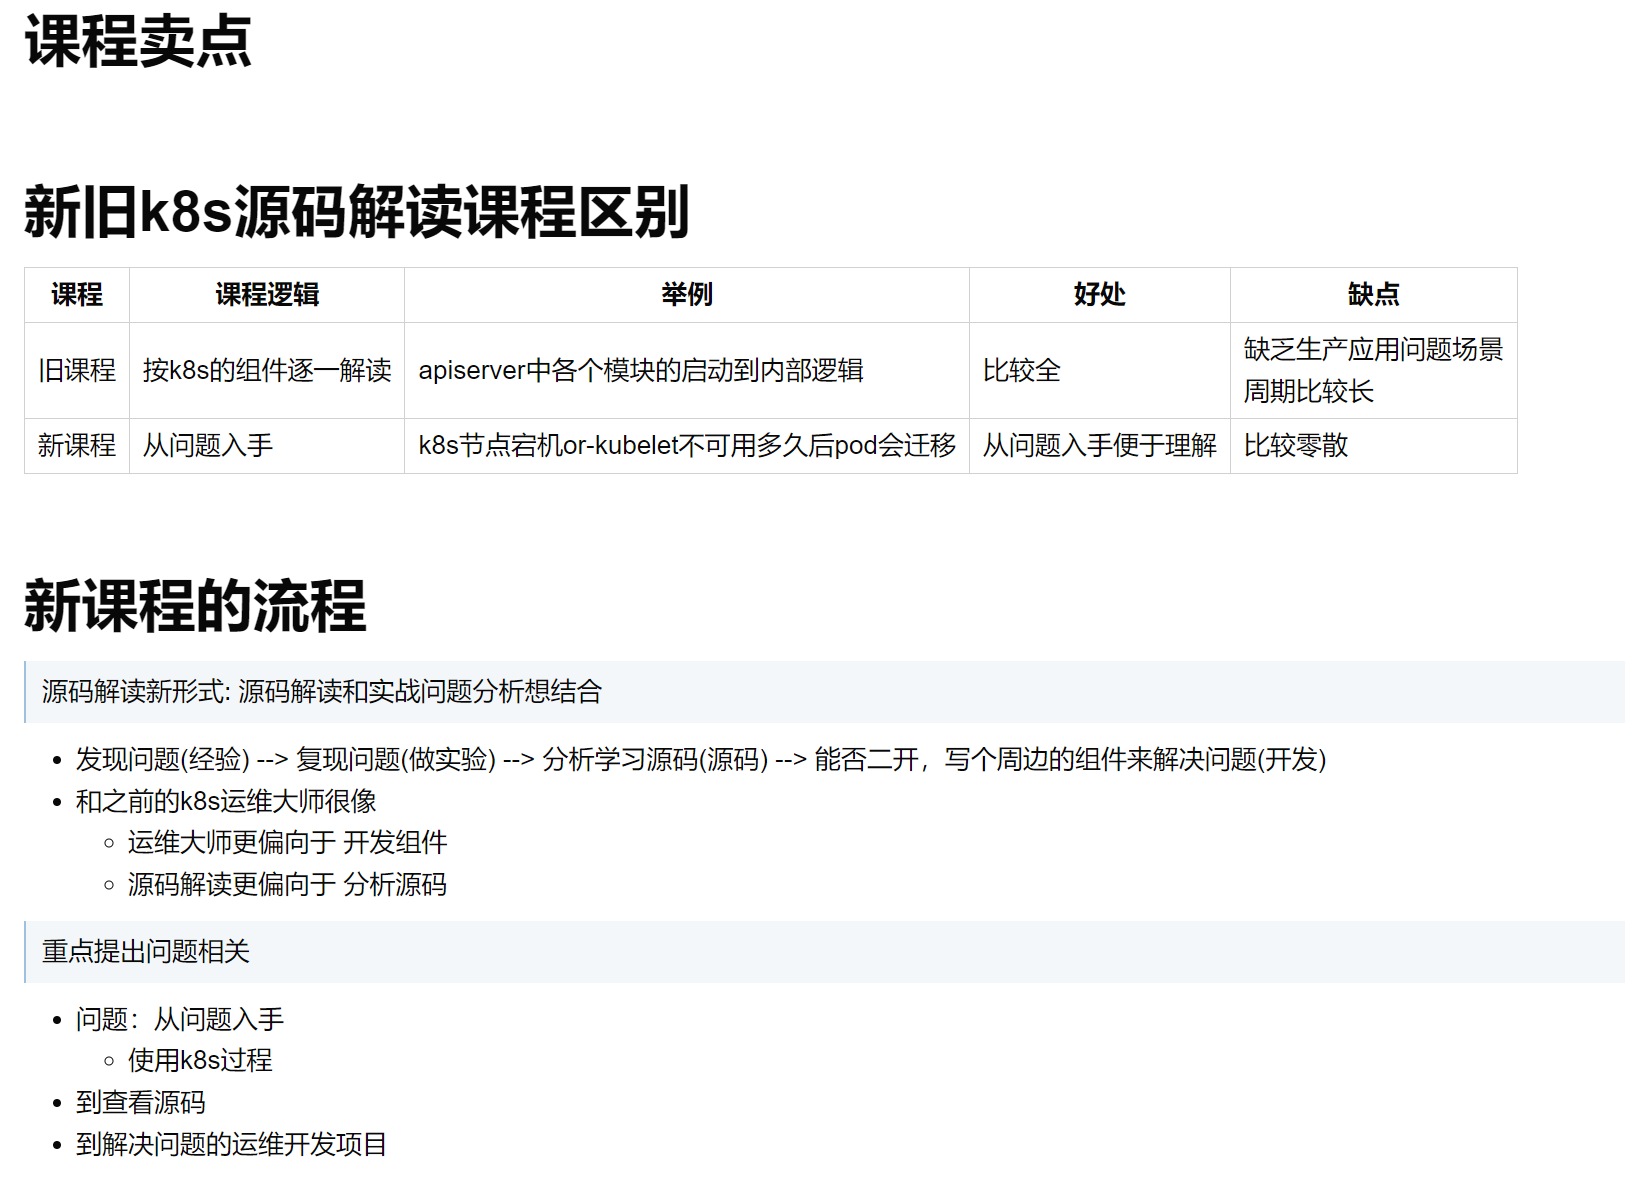 课程卖点
新旧k8s源码解读课程区别
课程 课程逻辑 举例 好处 缺点
旧课程 按k8s的组件逐一解读 apiserver中各个模块的启动到内部逻辑 比较全 缺乏生产应用问题场景
周期比较长
新课程 从问题入手 k8s节点宕机or-kubelet不可用多久后pod会迁移 从问题入手便于理解 比较零散
新课程的流程
源码解读新形式: 源码解读和实战问题分析想结合
发现问题(经验) --> 复现问题(做实验) --> 分析学习源码(源码) --> 能否二开，写个周边的组件来解决问题(开发)
和之前的k8s运维大师很像
运维大师更偏向于 开发组件
源码解读更偏向于 分析源码
重点提出问题相关
问题：从问题入手
使用k8s过程
到查看源码
到解决问题的运维开发项目